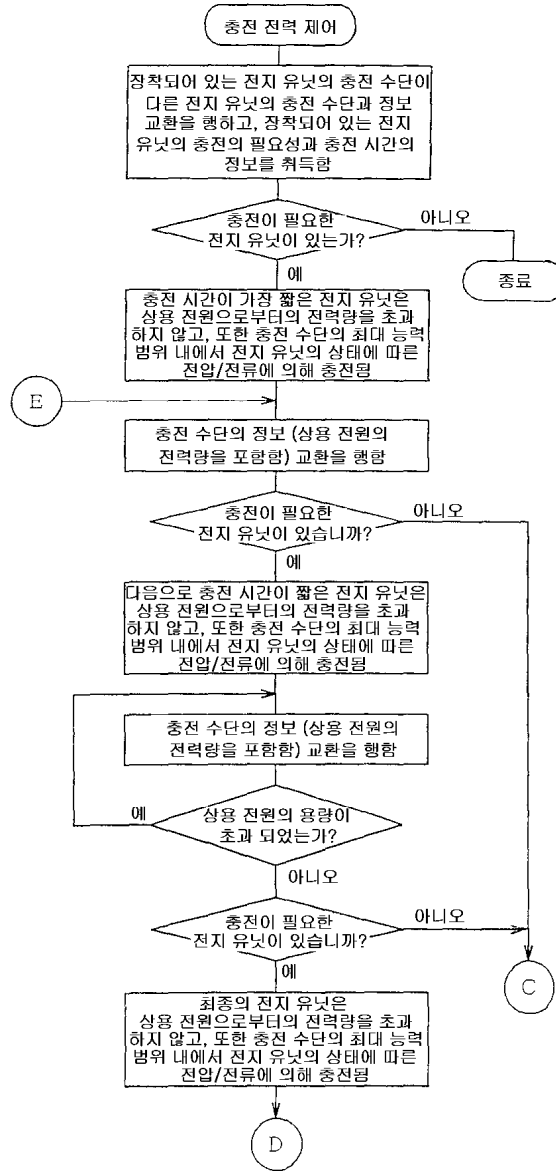 충전 전력 제어
장착되어 있는 전지 유닛의 충전 수단이
다른 전지 유닛의 충전 수단과 정보
교환을 행하고, 장착되어 있는 전지
유닛의 충전의 필요성과 충전 시간의
정보를 취득함
충전이 필요한
전지 유닛이 있는가?
아니오
종료
예
충전 시간이 가장 짧은 전지 유닛은
상용 전원으로부터의 전력량을 초과
하지 않고, 또한 충전 수단의 최대 능력
범위 내에서 전지 유닛의 상태에 따른
전압/전류에 의해 충전됨
E
충전 수단의 정보 (상용 전원의
전력량을 포함함) 교환을 행함
충전이 필요한
전지 유닛이 있습니까?
아니오
예
다음으로 충전 시간이 짧은 전지 유닛은
상용 전원으로부터의 전력량을 초과
하지 않고, 또한 충전 수단의 최대 능력
범위 내에서 전지 유닛의 상태에 따른
전압/전류에 의해 충전됨
충전 수단의 정보 (상용 전원의
전력량을 포함함) 교환을 행함
예
상용 전원의 용량이
초과 되었는가?
아니오
충전이 필요한
전지 유닛이 있습니까?
아니오
예
C
최종의 전지 유닛은
상용 전원으로부터의 전력량을 초과
하지 않고, 또한 충전 수단의 최대 능력
범위 내에서 전지 유닛의 상태에 따른
전압/전류에 의해 충전됨
D